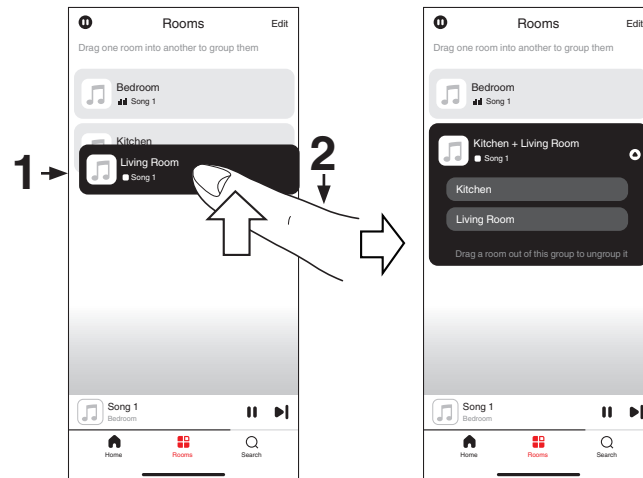 Rooms
Edit
Drag one room into another to group them
Bedroom
Song 1
Kitchen
Living Room
Song 1
1
2
Song 1
Bedroom
Home
Rooms
Search
Rooms
Edit
Drag one room into another to group them
Bedroom
Song 1
Kitchen + Living Room
Song 1
Kitchen
Living Room
Drag a room out of this group to ungroup it
Song 1
Bedroom
Home
Rooms
Search